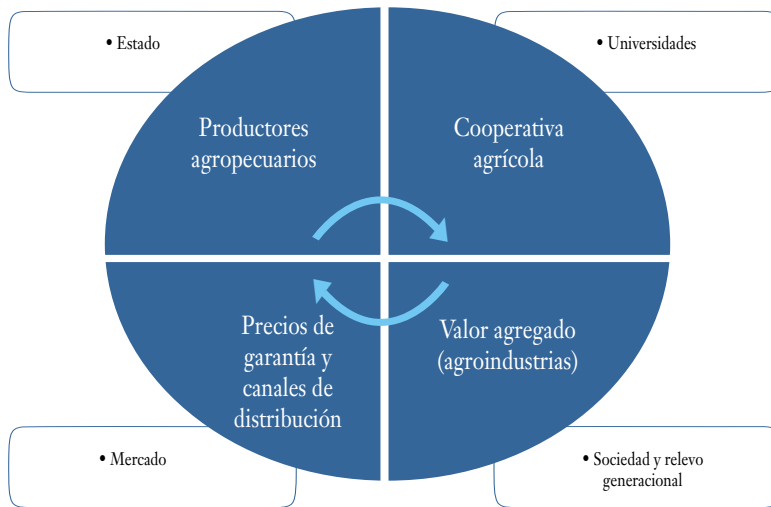 • Estado
• Universidades
Productores
agropecuarios
Cooperativa
agrícola
Precios de
garantía y
canales de
distribución
Valor agregado
(agroindustrias)
• Mercado
• Sociedad y relevo
generacional